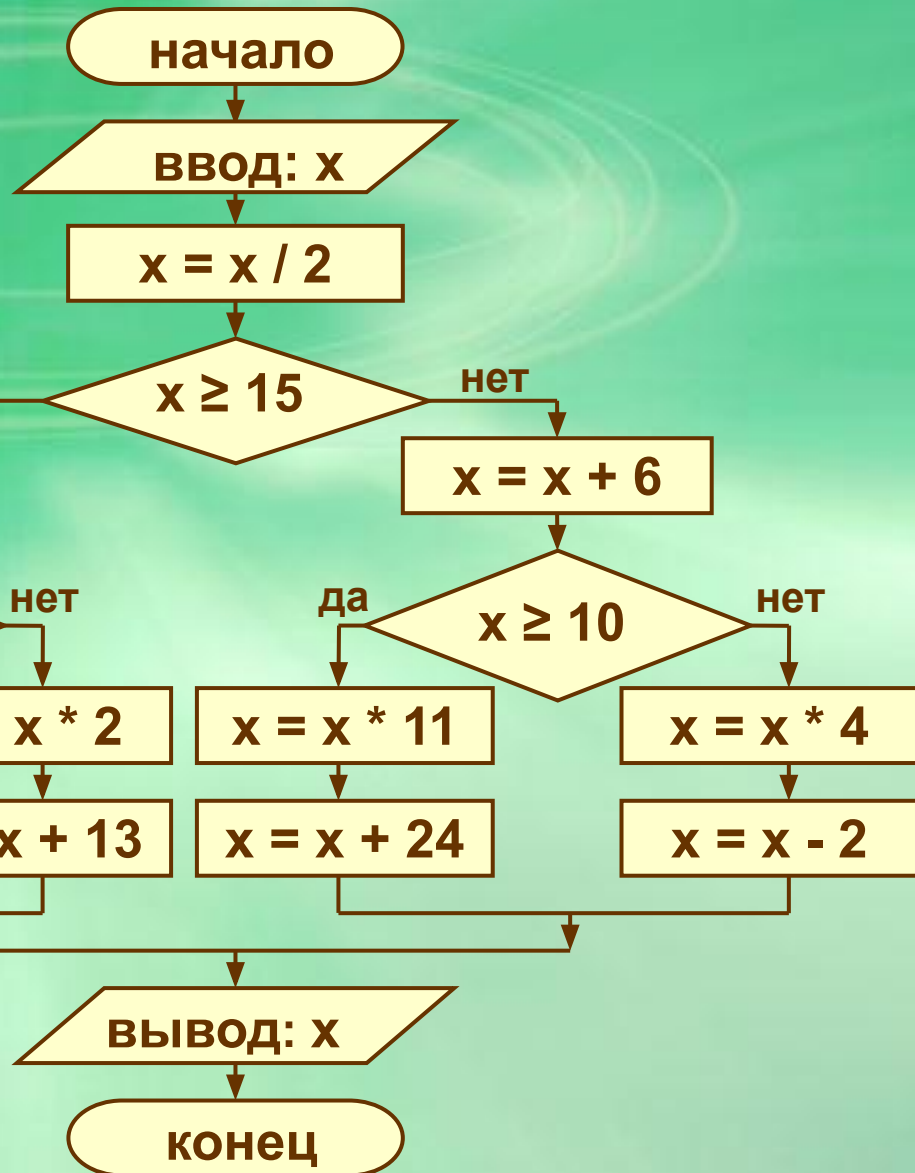 начало
ввод: x
x = x / 2
x ≥ 15
нет
x = x + 6
нет
да
x ≥ 10
нет
x * 2
x = x * 11
x = x * 4
x + 13
x = x + 24
x = x - 2
вывод: x
конец